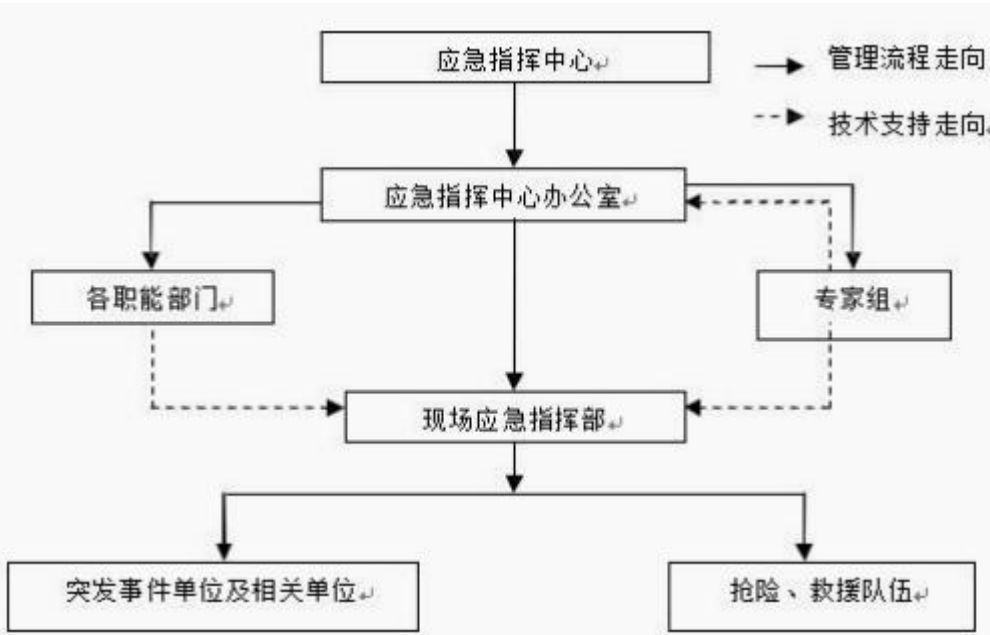 应急指挥中心
管理流程走向
技术支持走向
应急指挥中心办公室
各职能部门
专家组
现场应急指挥部
突发事件单位及相关单位
抢险、救援队伍